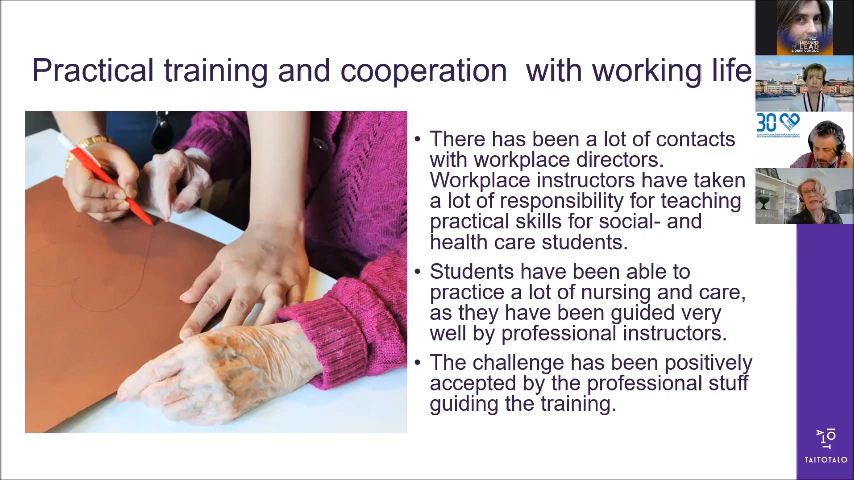 Practical training and cooperation  with working life
• There has been a lot of contacts
with workplace directors.
Workplace instructors have taken
a lot of responsibility for teaching
practical skills for social- and
health care students.
• Students have been able to
practice a lot of nursing and care,
as they have been guided very
well by professional instructors.
• The challenge has been positively
accepted by the professional stuff
guiding the training.
30
TAITOTALO